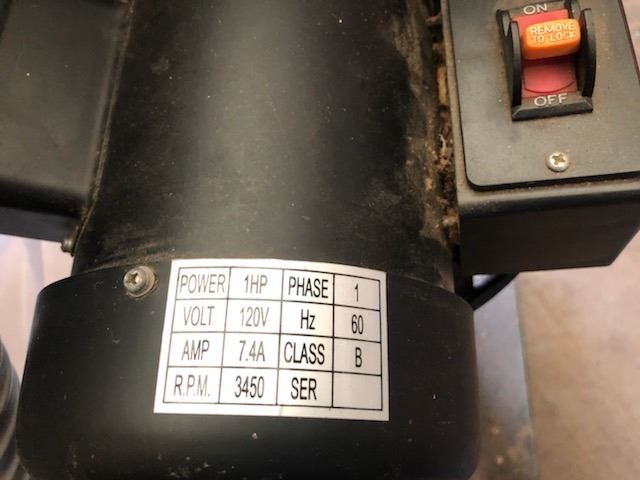 ON
REMOVE
TO LOCK
OFF
POWER 1HP PHASE 1
VOLT 120V Hz 60
AMP 7.4A CLASS B
R.P.M. 3450 SER